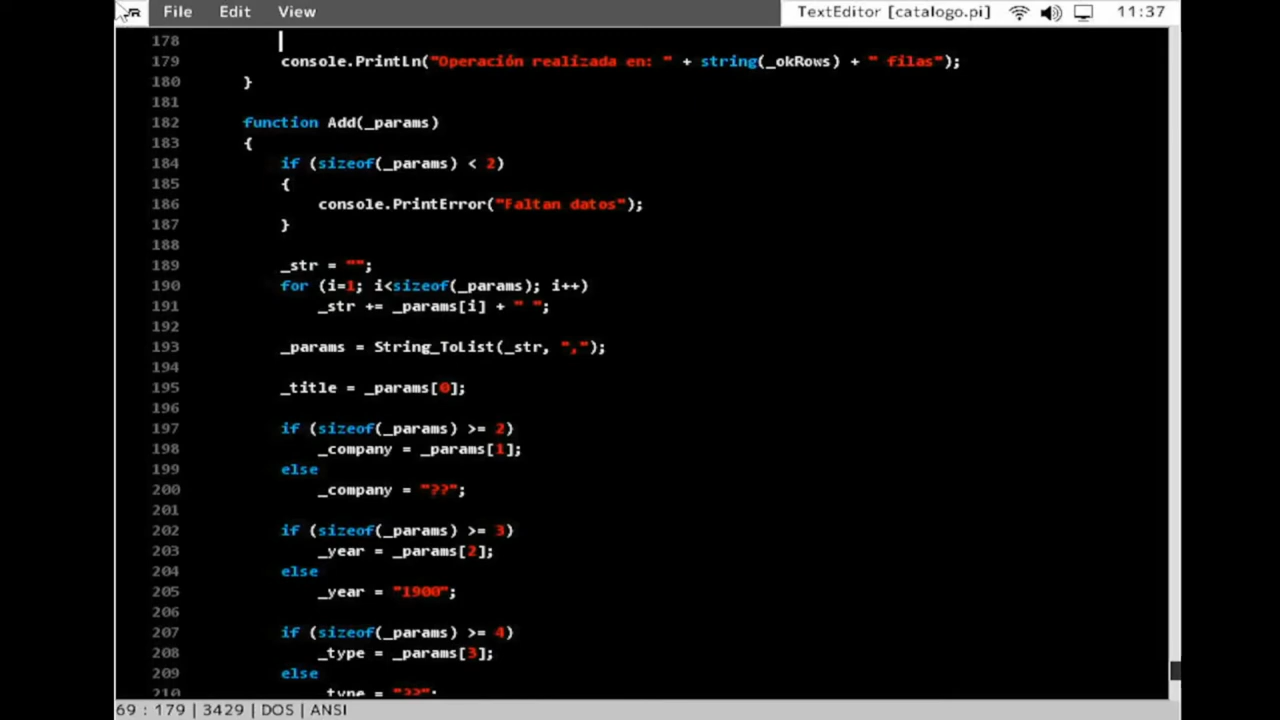 File Edit View TextEditor [catalogo.pi] 11:37
178
179 console.PrintLn("Operación realizada en: " + string(_okRows) + " filas");
180 }
181
182 function Add(_params)
183 {
184 if (sizeof(_params) < 2)
185 {
186 console.PrintError("Faltan datos");
187 }
188
189 _str = "";
190 for (i=1; i<sizeof(_params); i++)
191 _str += _params[i] + " ";
192
193 _params = String_ToList(_str, ",");
194
195 _title = _params[0];
196
197 if (sizeof(_params) >= 2)
198 _company = _params[1];
199 else
200 _company = "??";
201
202 if (sizeof(_params) >= 3)
203 _year = _params[2];
204 else
205 _year = "1900";
206
207 if (sizeof(_params) >= 4)
208 _type = _params[3];
209 else
210 _type = "??";
69 : 179 | 3429 | DOS | ANSI